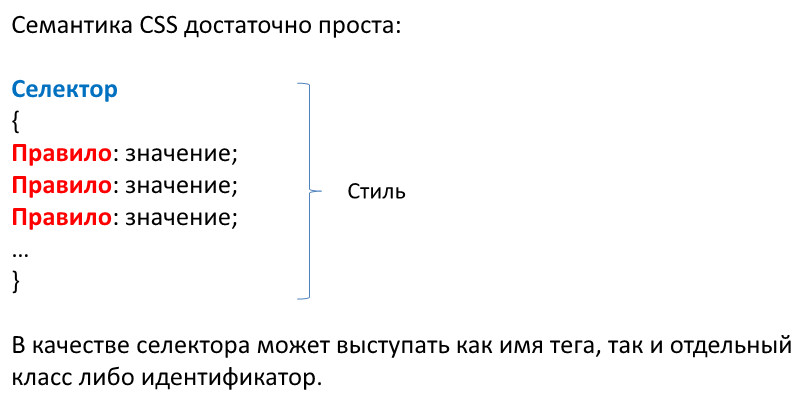 Семантика CSS достаточно проста:
Селектор
{
Правило: значение;
Правило: значение;
Правило: значение;
...
}
Стиль
В качестве селектора может выступать как имя тега, так и отдельный
класс либо идентификатор.